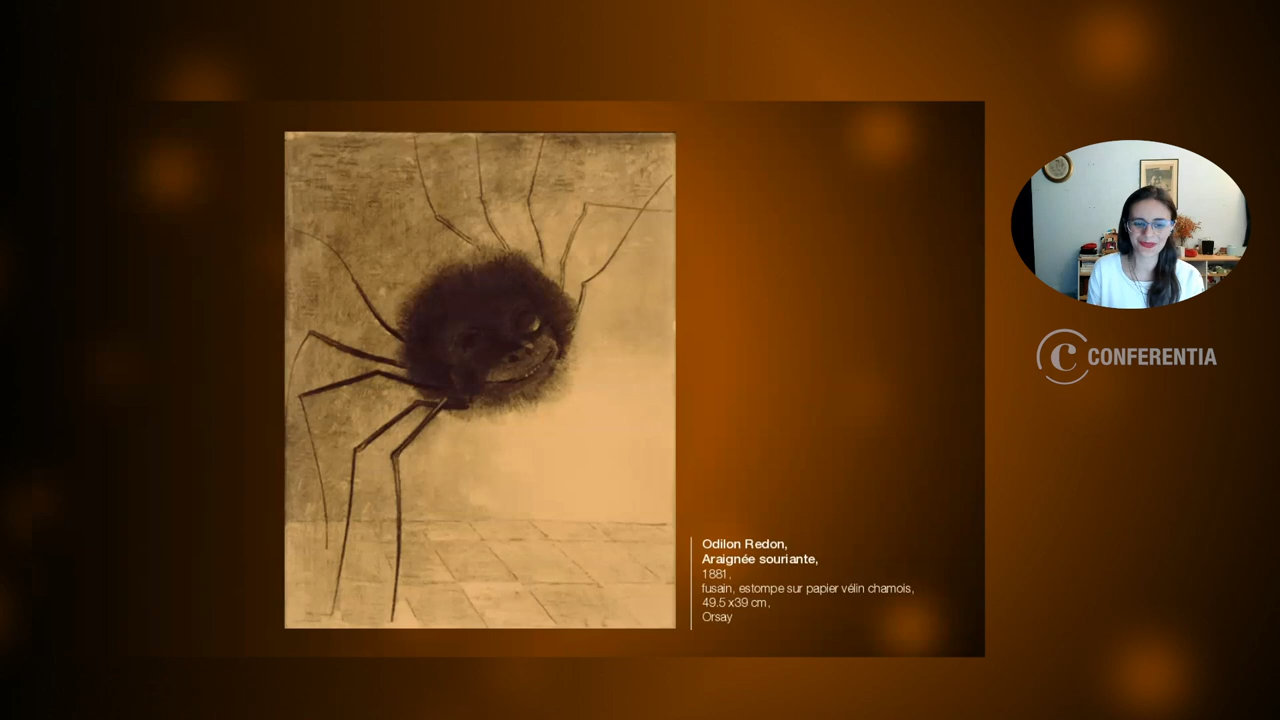 Odilon Redon,
Araignée souriante,
1881,
fusain, estompe sur papier vélin chamois,
49.5 x39 cm,
Orsay
C CONFERENTIA